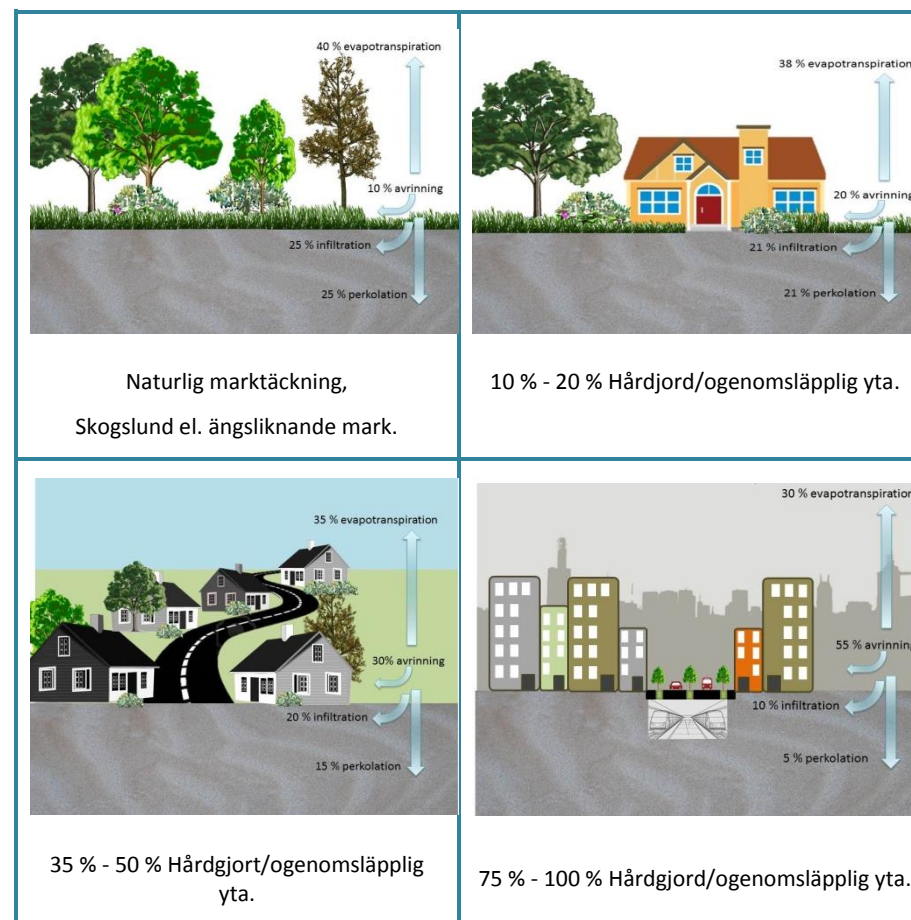 40 % evapotranspiration
10 % avrinning
25 % infiltration
25 % perkolation
Naturlig marktäckning,
Skogslund el. ängsliknande mark.
38 % evapotranspiration
20 % avrinning
21 % infiltration
21 % perkolation
10 % - 20 % Hårdjord/ogenomsläpplig yta.
35 % evapotranspiration
30% avrinning
20 % infiltration
15 % perkolation
35 % - 50 % Hårdgjort/ogenomsläpplig
yta.
30 % evapotranspiration
55 % avrinning
10 % infiltration
5 % perkolation
75 % - 100 % Hårdgjord/ogenomsläpplig yta.